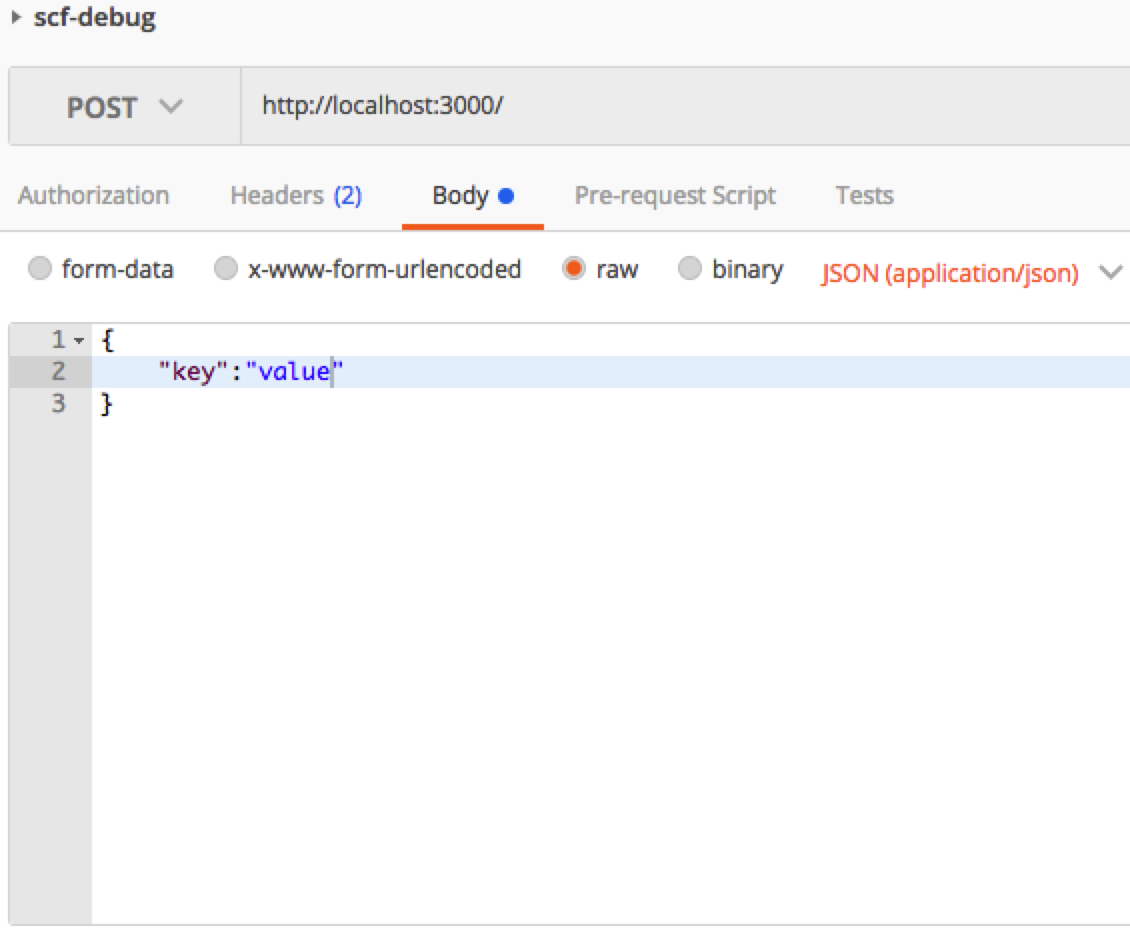 scf-debug
POST http://localhost:3000/
Authorization Headers (2) Body Pre-request Script Tests
form-data x-www-form-urlencoded raw binary JSON (application/json)
1 {
2 "key":"value"
3 }